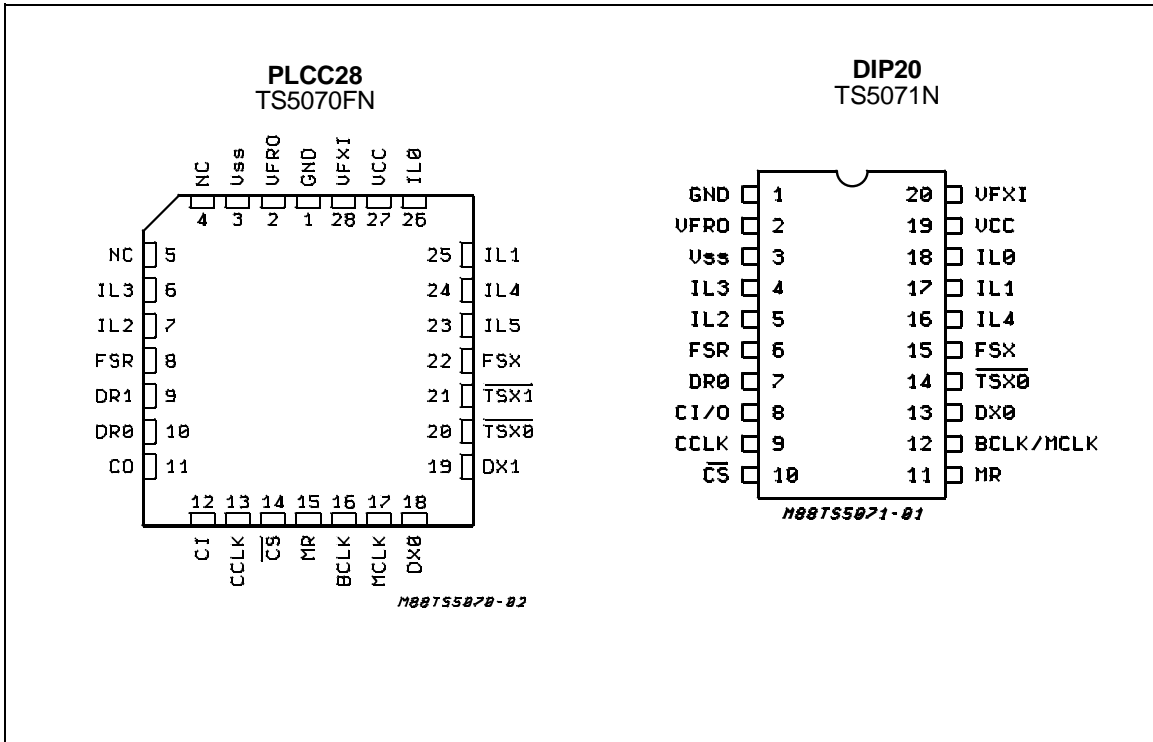 PLCC28
TS5070FN
NC
Vss
VFRO
GND
VFXI
VCC
IL0
4 3 2 1 28 27 26
NC 5
IL3 6
IL2 7
FSR 8
DR1 9
DR0 10
CO 11
25 IL1
24 IL4
23 IL5
22 FSX
21 TSX1
20 TSX0
19 DX1
12 13 14 15 16 17 18
CI
CCLK
CS
MR
BCLK
MCLK
DX0
M88TS5070-02
DIP20
TS5071N
GND 1 20 VFXI
VFRO 2 19 VCC
Vss 3 18 IL0
IL3 4 17 IL1
IL2 5 16 IL4
FSR 6 15 FSX
DR0 7 14 TSX0
CI/O 8 13 DX0
CCLK 9 12 BCLK/MCLK
CS 10 11 MR
M88TS5071-01